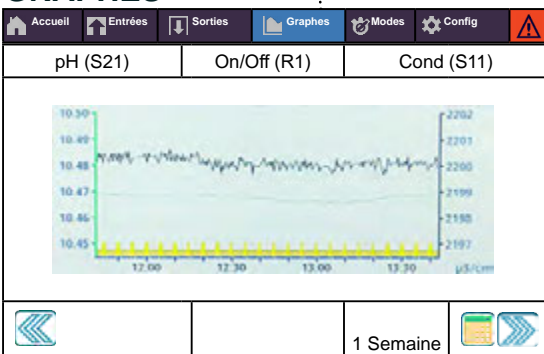 Accueil Entrées Sorties Graphes Modes Config
pH (S21) On/Off (R1) Cond (S11)
10.50 2202
10.49 2201
10.48 2200
10.47 2199
10.46 2198
10.45 2197
12:00 12:30 13:00 13:30 µS/cm
1 Semaine